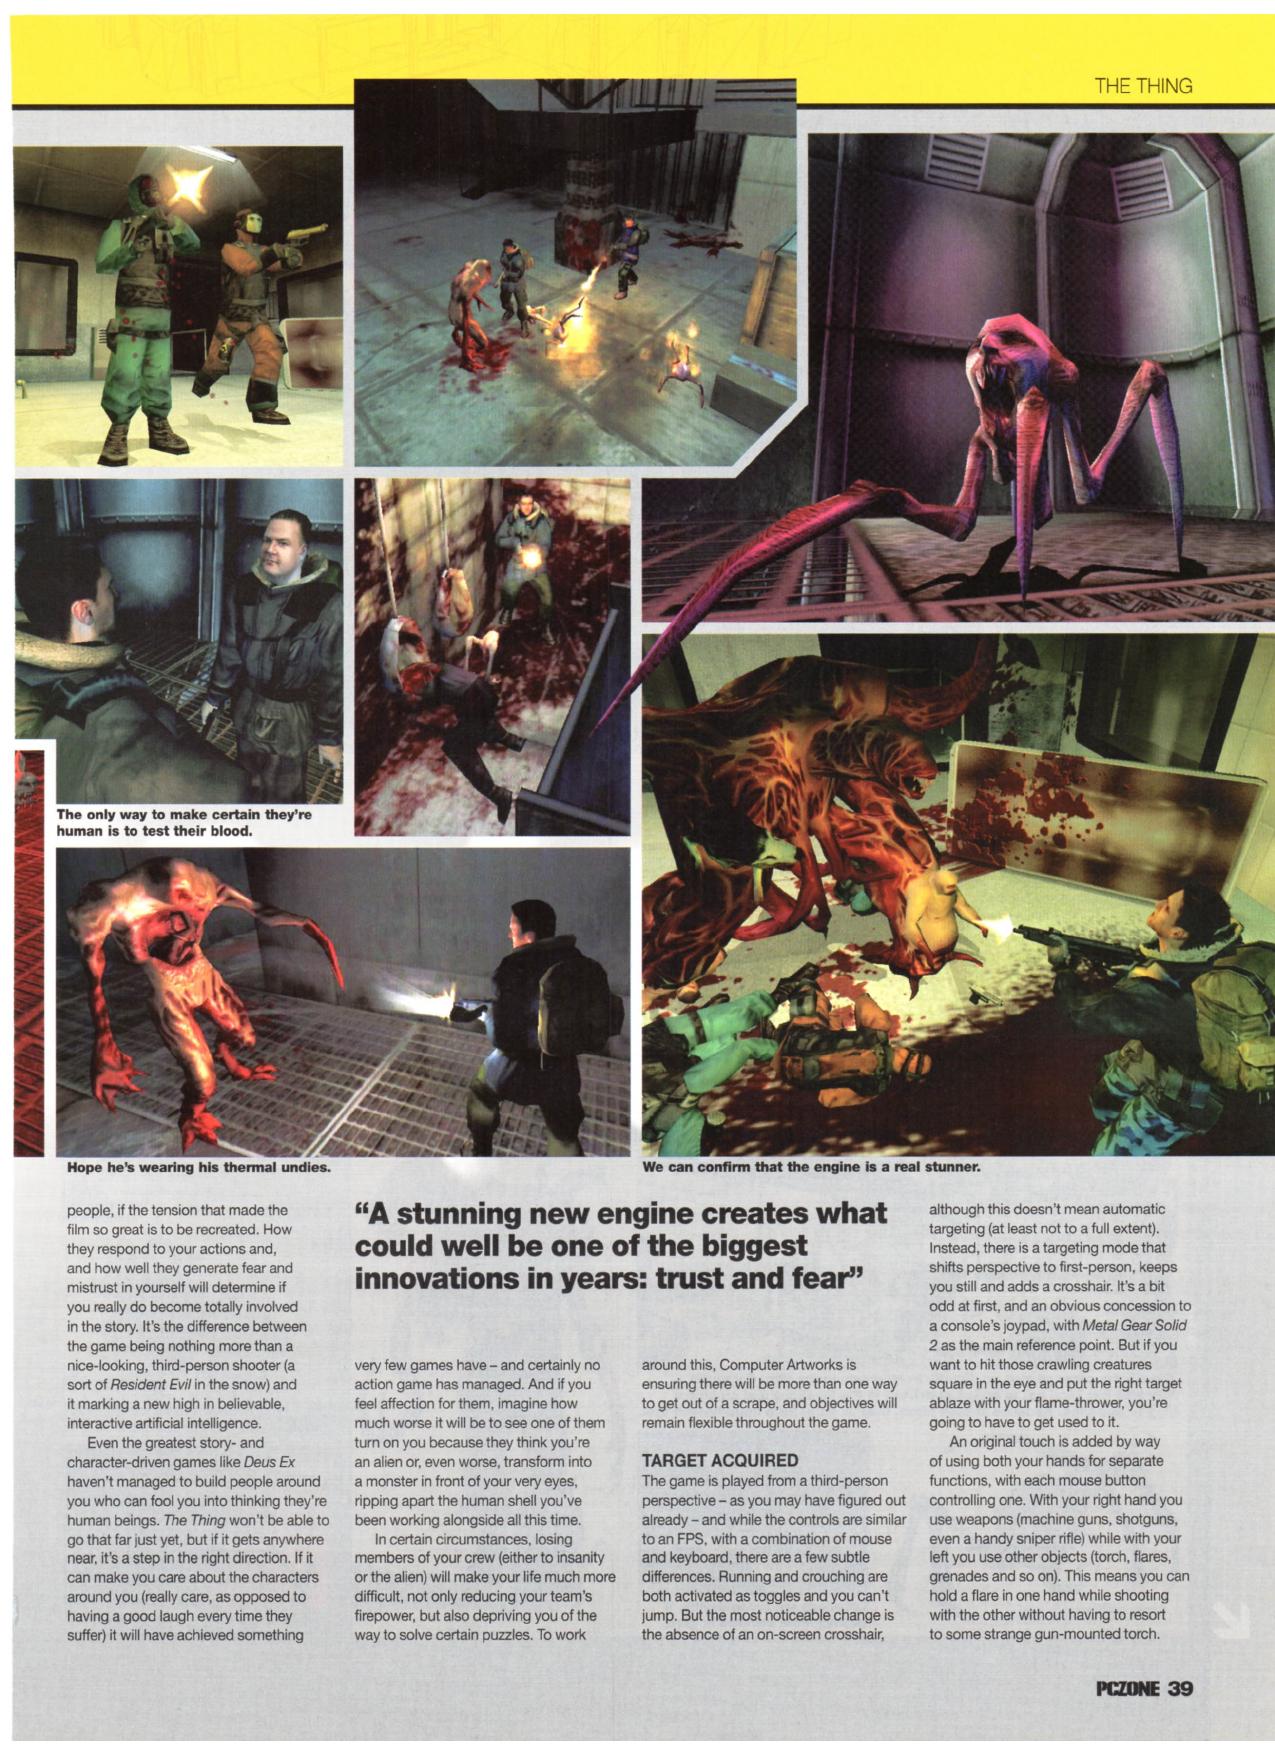 THE THING
The only way to make certain they're
human is to test their blood.
Hope he's wearing his thermal undies.
We can confirm that the engine is a real stunner.
people, if the tension that made the
film so great is to be recreated. How
they respond to your actions and,
and how well they generate fear and
mistrust in yourself will determine if
you really do become totally involved
in the story. It's the difference between
the game being nothing more than a
nice-looking, third-person shooter (a
sort of Resident Evil in the snow) and
it marking a new high in believable,
interactive artificial intelligence.
Even the greatest story- and
character-driven games like Deus Ex
haven't managed to build people around
you who can fool you into thinking they're
human beings. The Thing won't be able to
go that far just yet, but if it gets anywhere
near, it's a step in the right direction. If it
can make you care about the characters
around you (really care, as opposed to
having a good laugh every time they
suffer) it will have achieved something
"A stunning new engine creates what
could well be one of the biggest
innovations in years: trust and fear"
very few games have – and certainly no
action game has managed. And if you
feel affection for them, imagine how
much worse it will be to see one of them
turn on you because they think you're
an alien or, even worse, transform into
a monster in front of your very eyes,
ripping apart the human shell you've
been working alongside all this time.
In certain circumstances, losing
members of your crew (either to insanity
or the alien) will make your life much more
difficult, not only reducing your team's
firepower, but also depriving you of the
way to solve certain puzzles. To work
around this, Computer Artworks is
ensuring there will be more than one way
to get out of a scrape, and objectives will
remain flexible throughout the game.
TARGET ACQUIRED
The game is played from a third-person
perspective – as you may have figured out
already – and while the controls are similar
to an FPS, with a combination of mouse
and keyboard, there are a few subtle
differences. Running and crouching are
both activated as toggles and you can't
jump. But the most noticeable change is
the absence of an on-screen crosshair,
although this doesn't mean automatic
targeting (at least not to a full extent).
Instead, there is a targeting mode that
shifts perspective to first-person, keeps
you still and adds a crosshair. It's a bit
odd at first, and an obvious concession to
a console's joypad, with Metal Gear Solid
2 as the main reference point. But if you
want to hit those crawling creatures
square in the eye and put the right target
ablaze with your flame-thrower, you're
going to have to get used to it.
An original touch is added by way
of using both your hands for separate
functions, with each mouse button
controlling one. With your right hand you
use weapons (machine guns, shotguns,
even a handy sniper rifle) while with your
left you use other objects (torch, flares,
grenades and so on). This means you can
hold a flare in one hand while shooting
with the other without having to resort
to some strange gun-mounted torch.
PCZONE 39